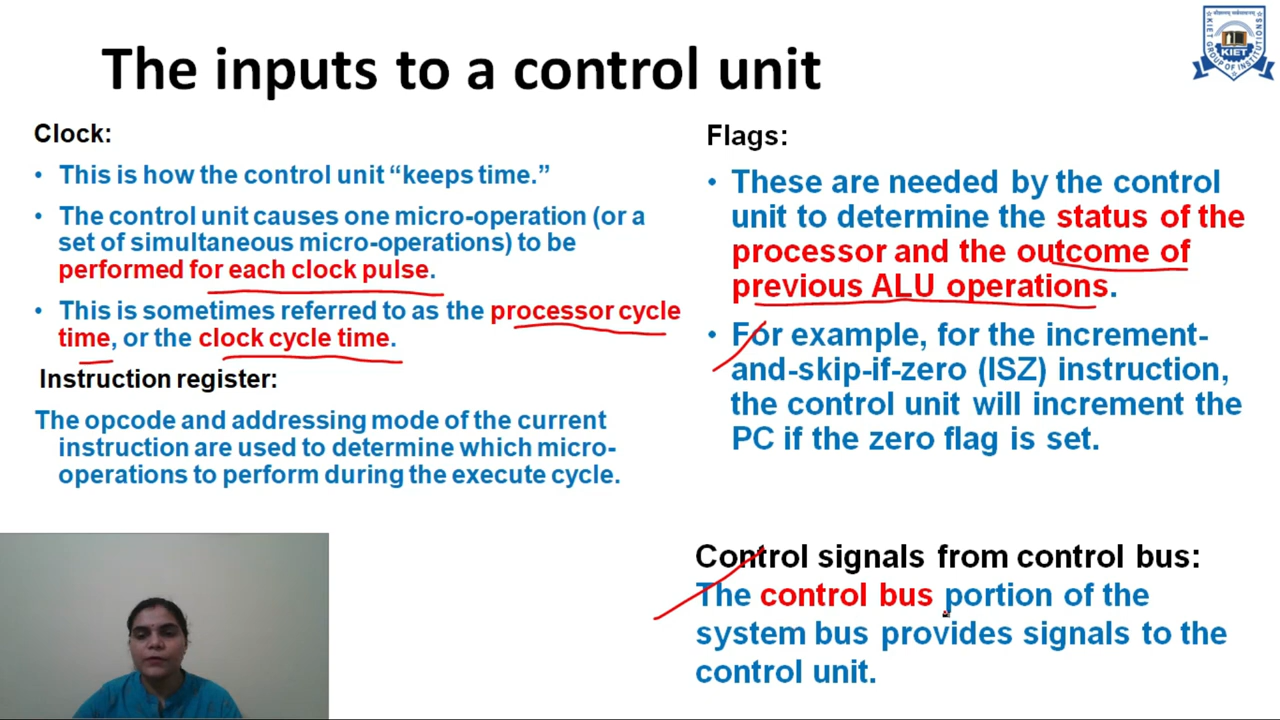 The inputs to a control unit
KIET
KIET GROUP OF INSTITUTIONS
Clock:
• This is how the control unit “keeps time.”
• The control unit causes one micro-operation (or a
set of simultaneous micro-operations) to be
performed for each clock pulse.
• This is sometimes referred to as the processor cycle
time, or the clock cycle time.
Instruction register:
The opcode and addressing mode of the current
instruction are used to determine which micro-
operations to perform during the execute cycle.
Flags:
• These are needed by the control
unit to determine the status of the
processor and the outcome of
previous ALU operations.
• For example, for the increment-
and-skip-if-zero (ISZ) instruction,
the control unit will increment the
PC if the zero flag is set.
Control signals from control bus:
The control bus portion of the
system bus provides signals to the
control unit.